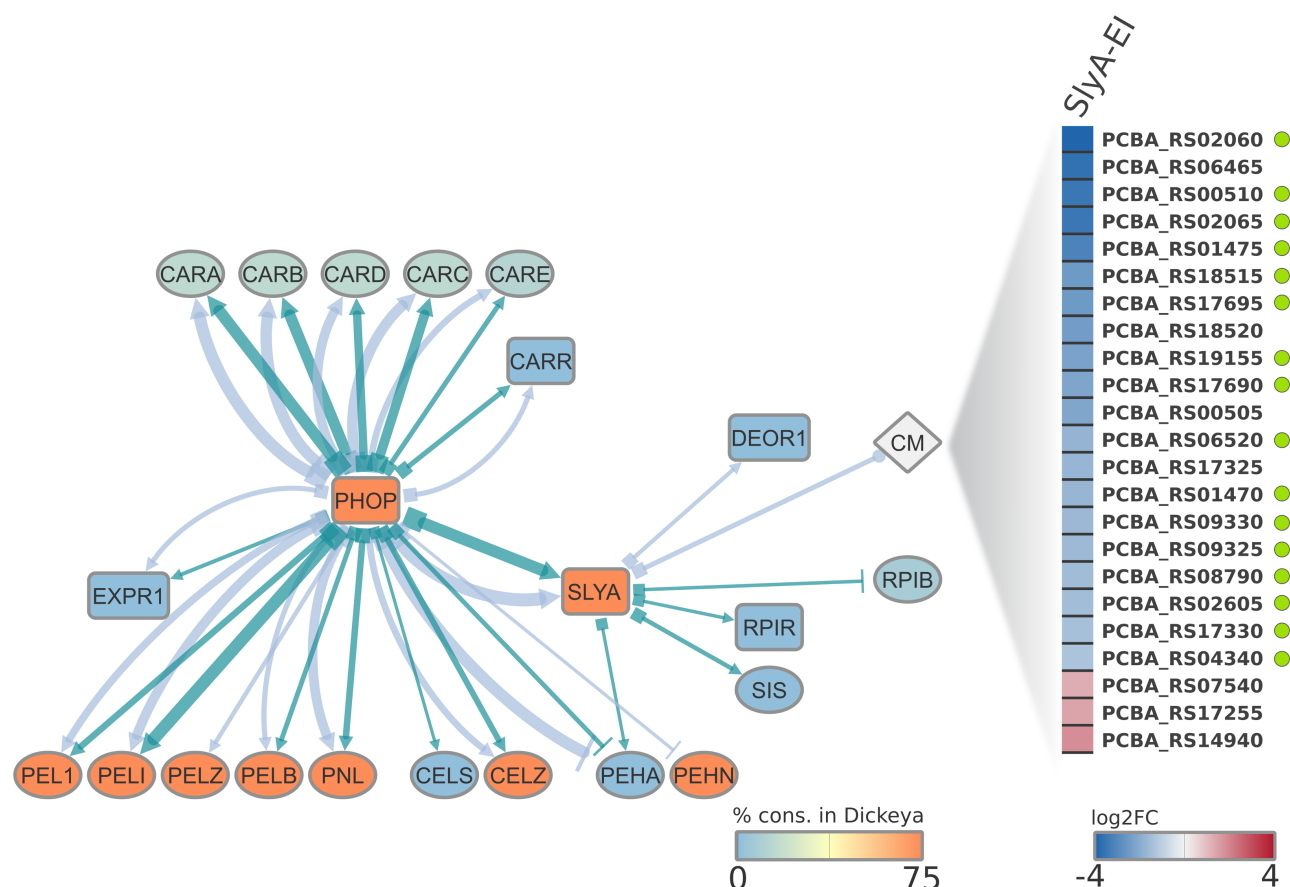 SlyA-EI
PCBA_RS02060
PCBA_RS06465
PCBA_RS00510
PCBA_RS02065
PCBA_RS01475
PCBA_RS18515
PCBA_RS17695
PCBA_RS18520
PCBA_RS19155
PCBA_RS17690
PCBA_RS00505
PCBA_RS06520
PCBA_RS17325
PCBA_RS01470
PCBA_RS09330
PCBA_RS09325
PCBA_RS08790
PCBA_RS02605
PCBA_RS17330
PCBA_RS04340
PCBA_RS07540
PCBA_RS17255
PCBA_RS14940
CARA CARB CARD CARC CARE
CARR
DEOR1 CM
PHOP
EXPR1 SLYA RPIB
RPIR
SIS
PEL1 PELI PELZ PELB PNL CELS CELZ PEHA PEHN
% cons. in Dickeya
0 75
log2FC
-4 4